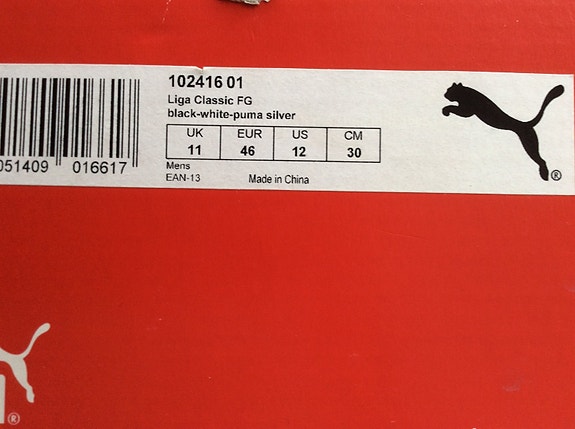 102416 01
Liga Classic FG
black-white-puma silver
UK EUR US CM
11 46 12 30
Mens
EAN-13 Made in China
051409 016617
®
®